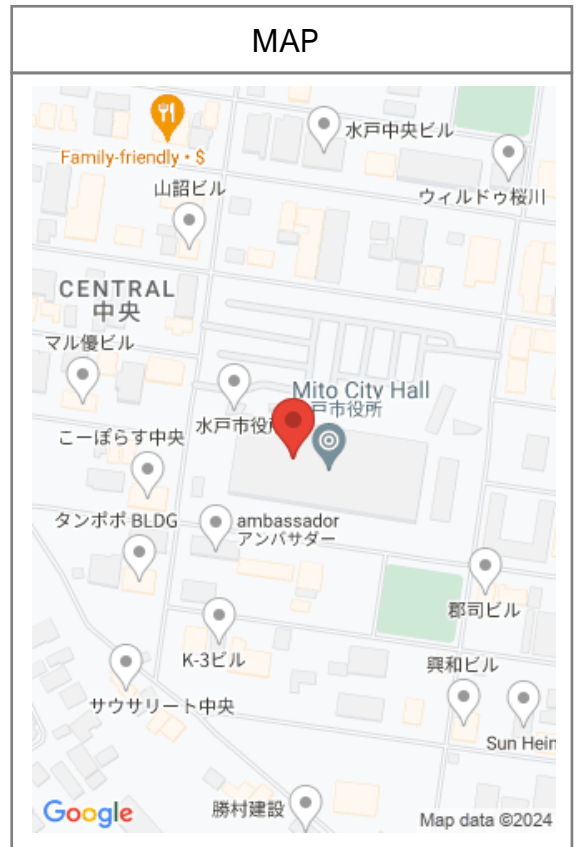 MAP
水戸中央ビル
Family-friendly • $
山詔ビル
ウィルドゥ桜川
CENTRAL
中央
マル優ビル
Mito City Hall
戸市役所
水戸市役
こーぽらす中央
タンポポ BLDG
ambassador
アンバサダー
郡司ビル
K-3ビル
興和ビル
サウサリート中央
Sun Hein
勝村建設
Google
Map data ©2024